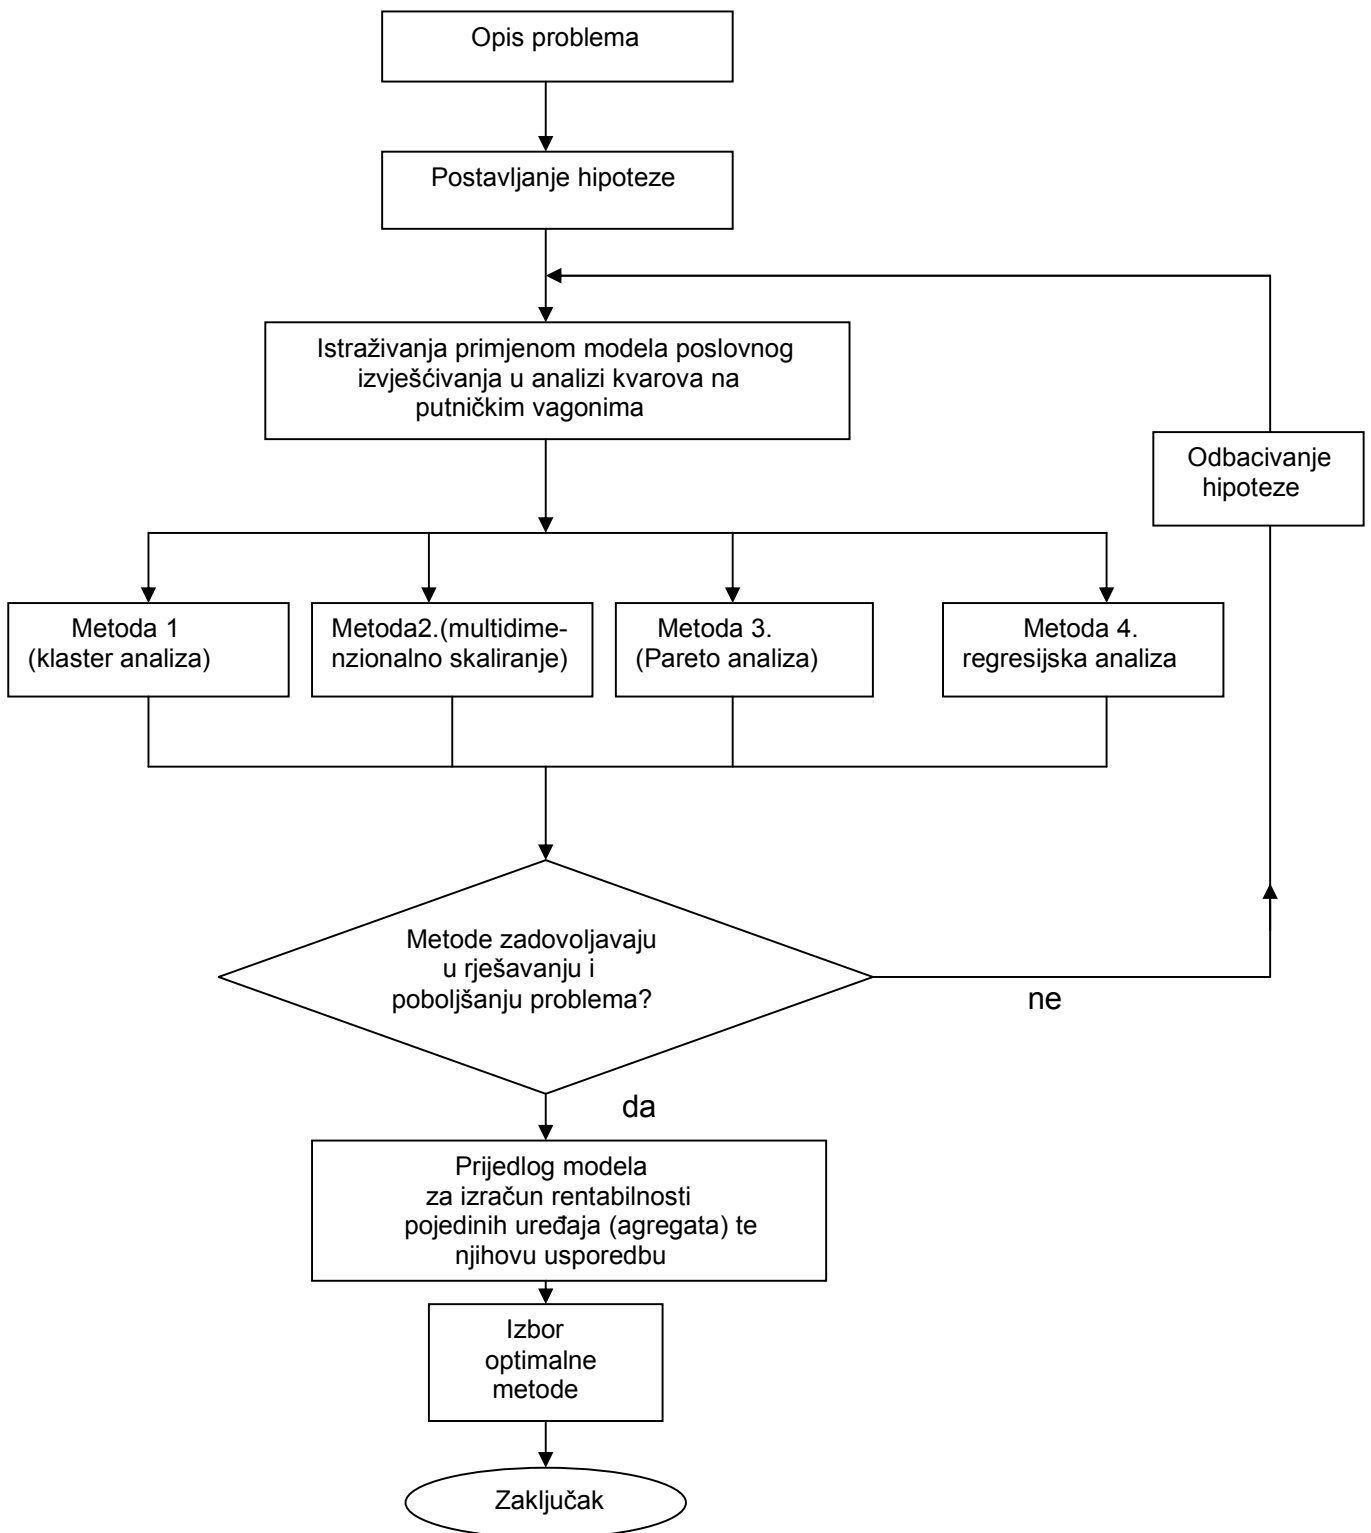 Opis problema
Postavljanje hipoteze
Istraživanja primjenom modela poslovnog
izvješćivanja u analizi kvarova na
putničkim vagonima
Odbacivanje
hipoteze
Metoda 1
(klaster analiza)
Metoda2.(multidime-
nzionalno skaliranje)
Metoda 3.
(Pareto analiza)
Metoda 4.
regresijska analiza
Metode zadovoljavaju
u rješavanju i
poboljšanju problema?
ne
da
Prijedlog modela
za izračun rentabilnosti
pojedinih uređaja (agregata) te
njihovu usporedbu
Izbor
optimalne
metode
Zaključak